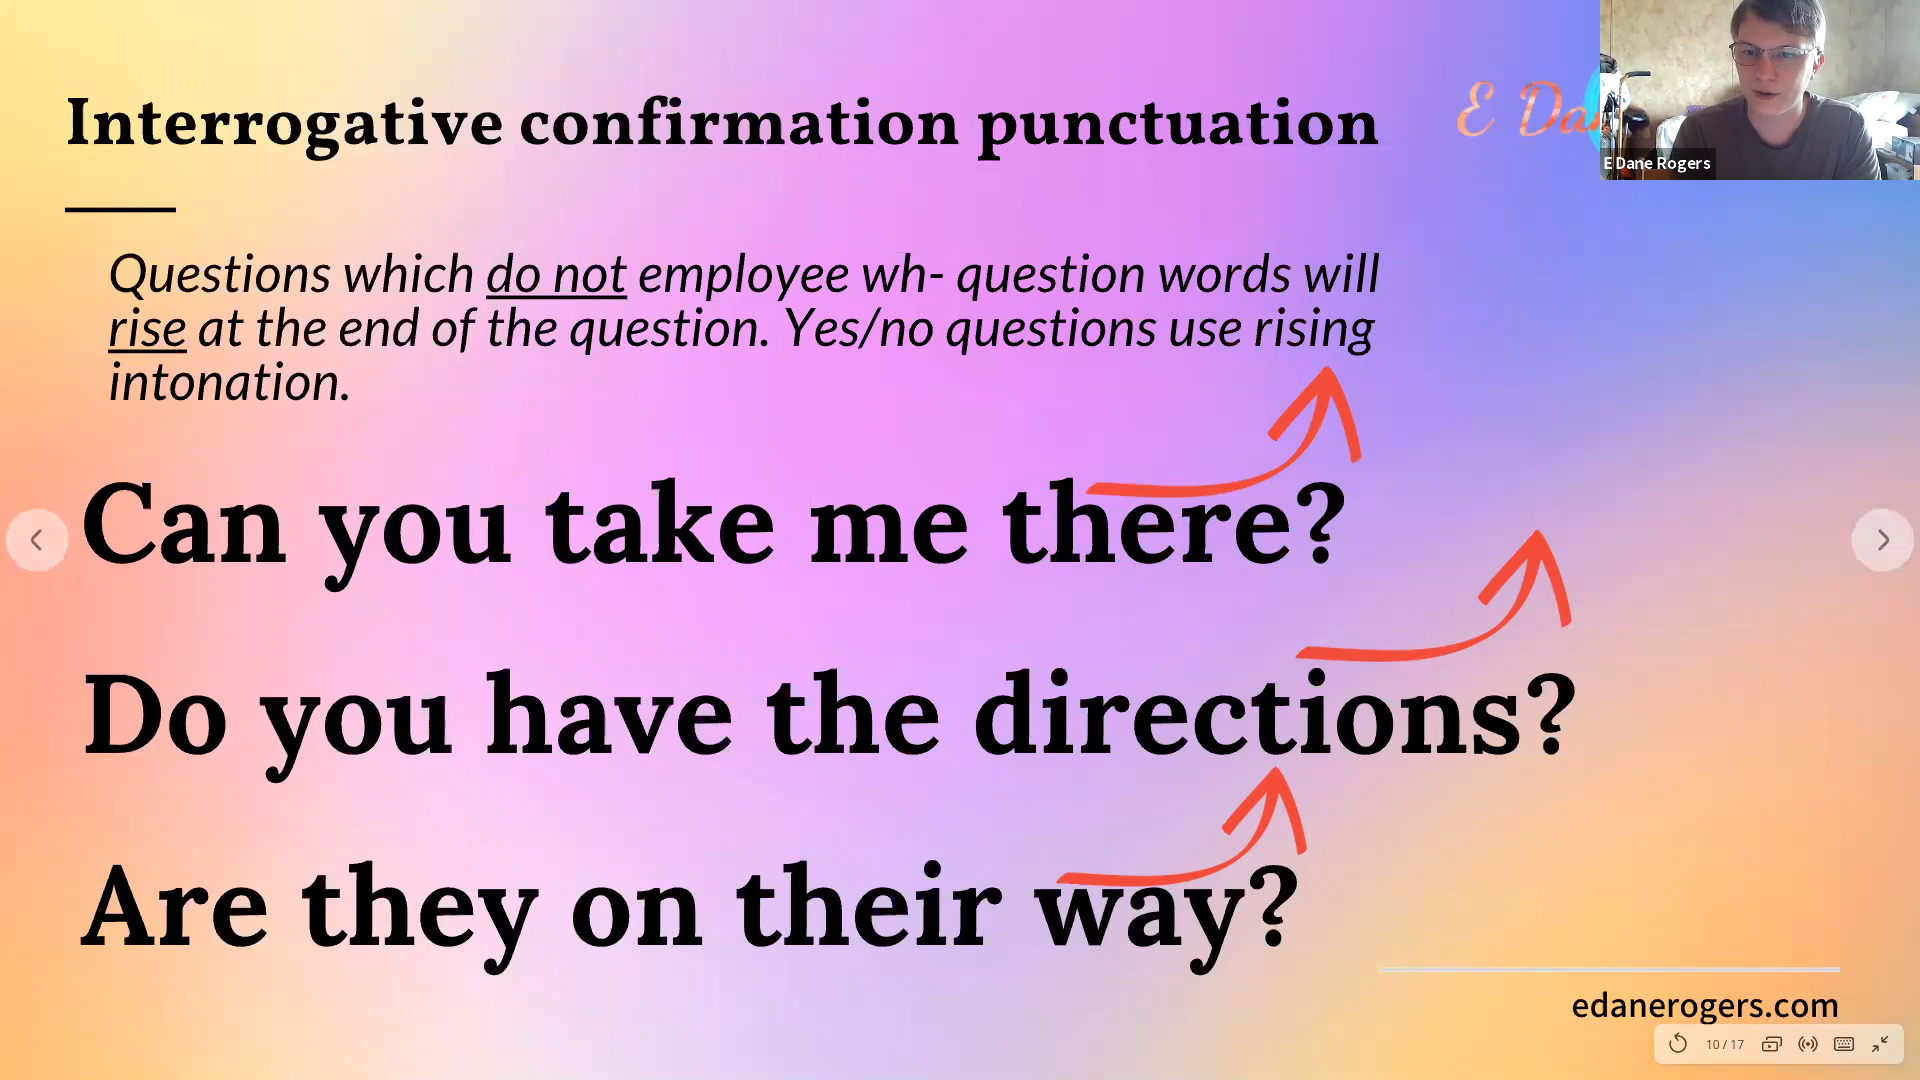 Interrogative confirmation punctuation
E Da
E Dane Rogers
Questions which do not employee wh- question words will
rise at the end of the question. Yes/no questions use rising
intonation.
Can you take me there?
Do you have the directions?
Are they on their way?
edanerogers.com
10 / 17